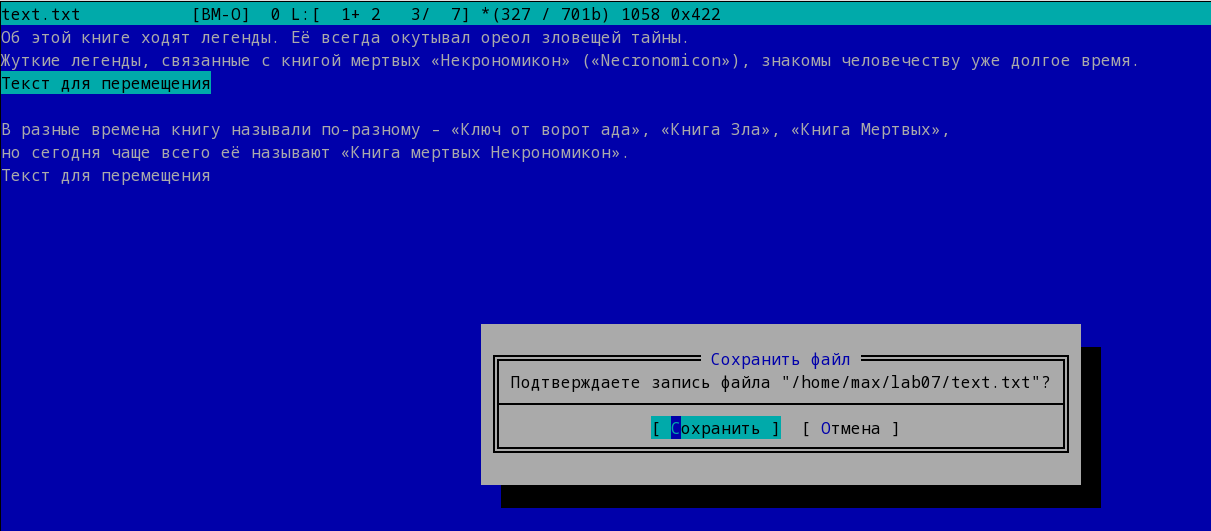 text.txt           [BM-O]  0 L:[  1+ 2   3/  7] *(327 / 701b) 1058 0x422
Об этой книге ходят легенды. Её всегда окутывал ореол зловещей тайны.
Жуткие легенды, связанные с книгой мертвых «Некрономикон» («Necronomicon»), знакомы человечеству уже долгое время.
Текст для перемещения
В разные времена книгу называли по-разному – «Ключ от ворот ада», «Книга Зла», «Книга Мертвых»,
но сегодня чаще всего её называют «Книга мертвых Некрономикон».
Текст для перемещения
Сохранить файл
Подтверждаете запись файла "/home/max/lab07/text.txt"?
[ Сохранить ]  [ Отмена ]